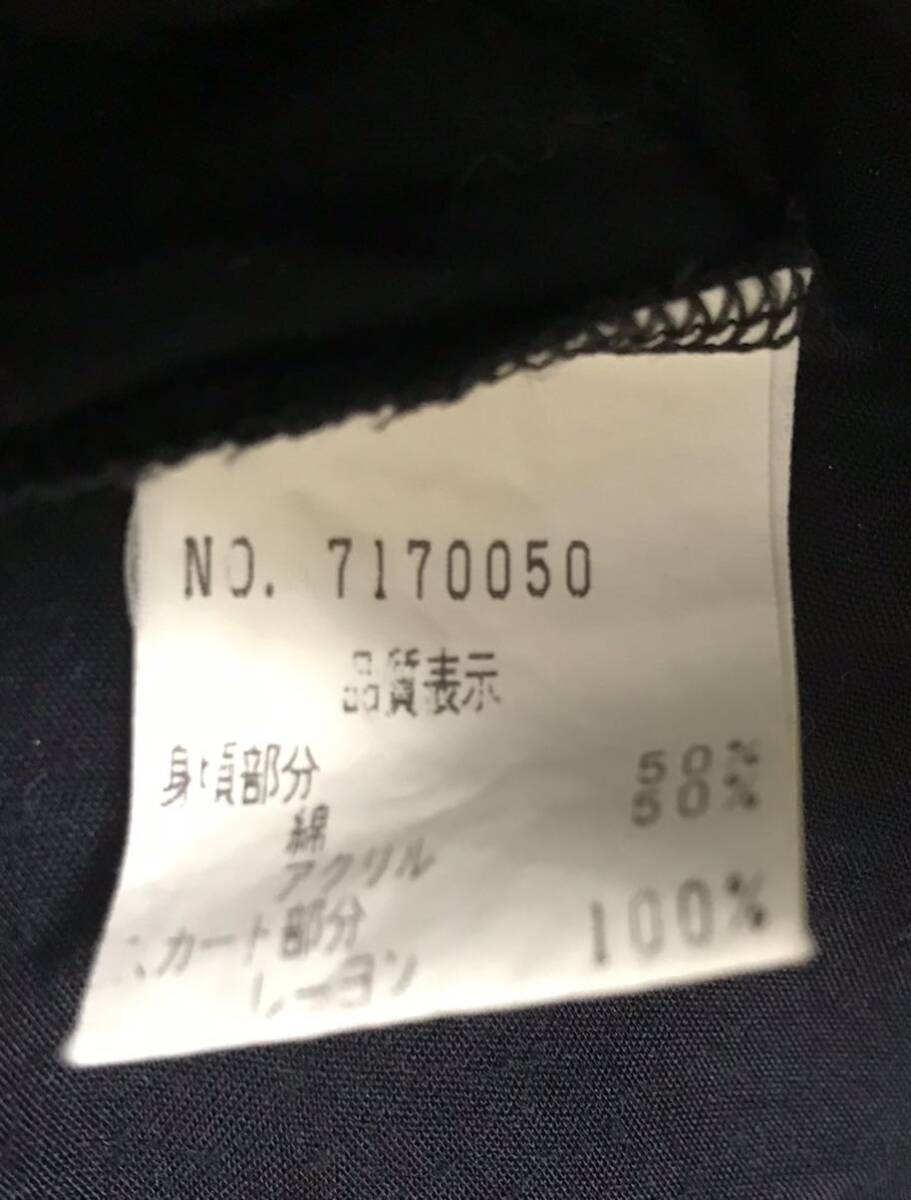 NO. 7170050
品質表示
身頃部分
綿 50%
アクリル 50%
スカート部分
レーヨン 100%